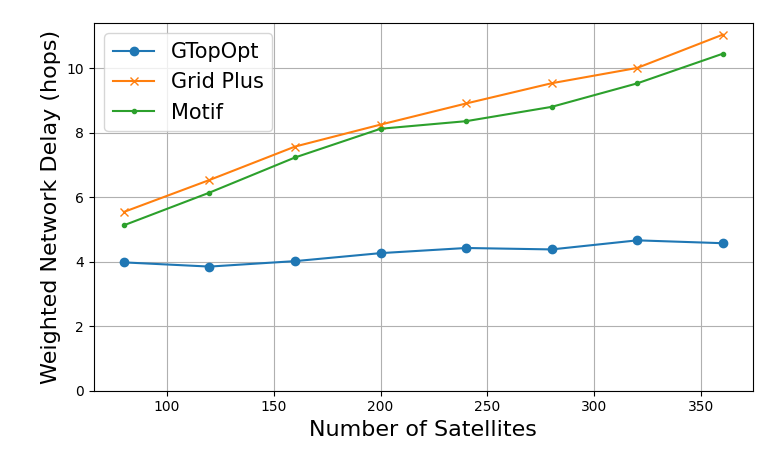 GTopOpt
Grid Plus
Motif
Weighted Network Delay (hops)
10
8
6
4
2
0
100 150 200 250 300 350
Number of Satellites